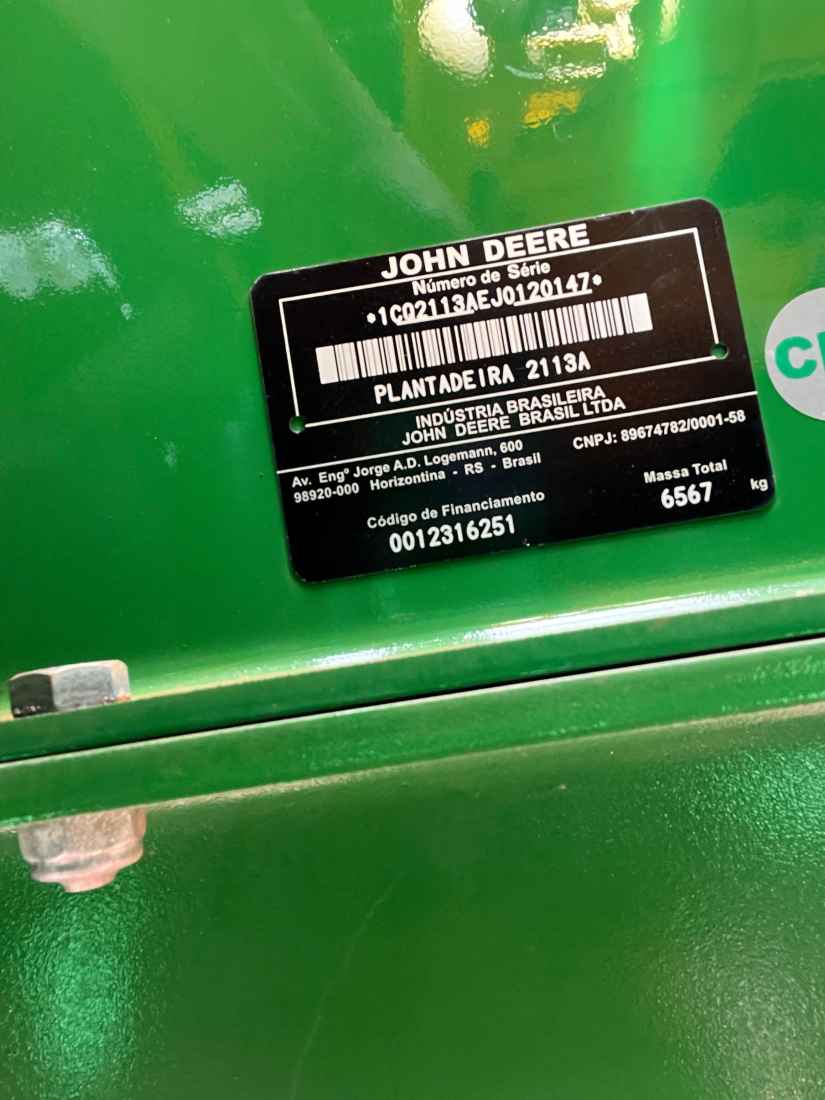 JOHN DEERE
Número de Série
*1CQ2113AEJ0120147*
PLANTADEIRA 2113A
INDÚSTRIA BRASILEIRA
JOHN DEERE BRASIL LTDA
Av. Engº Jorge A.D. Logemann, 600
98920-000 Horizontina - RS - Brasil
CNPJ: 89674782/0001-58
Código de Financiamento
0012316251
Massa Total
6567 kg